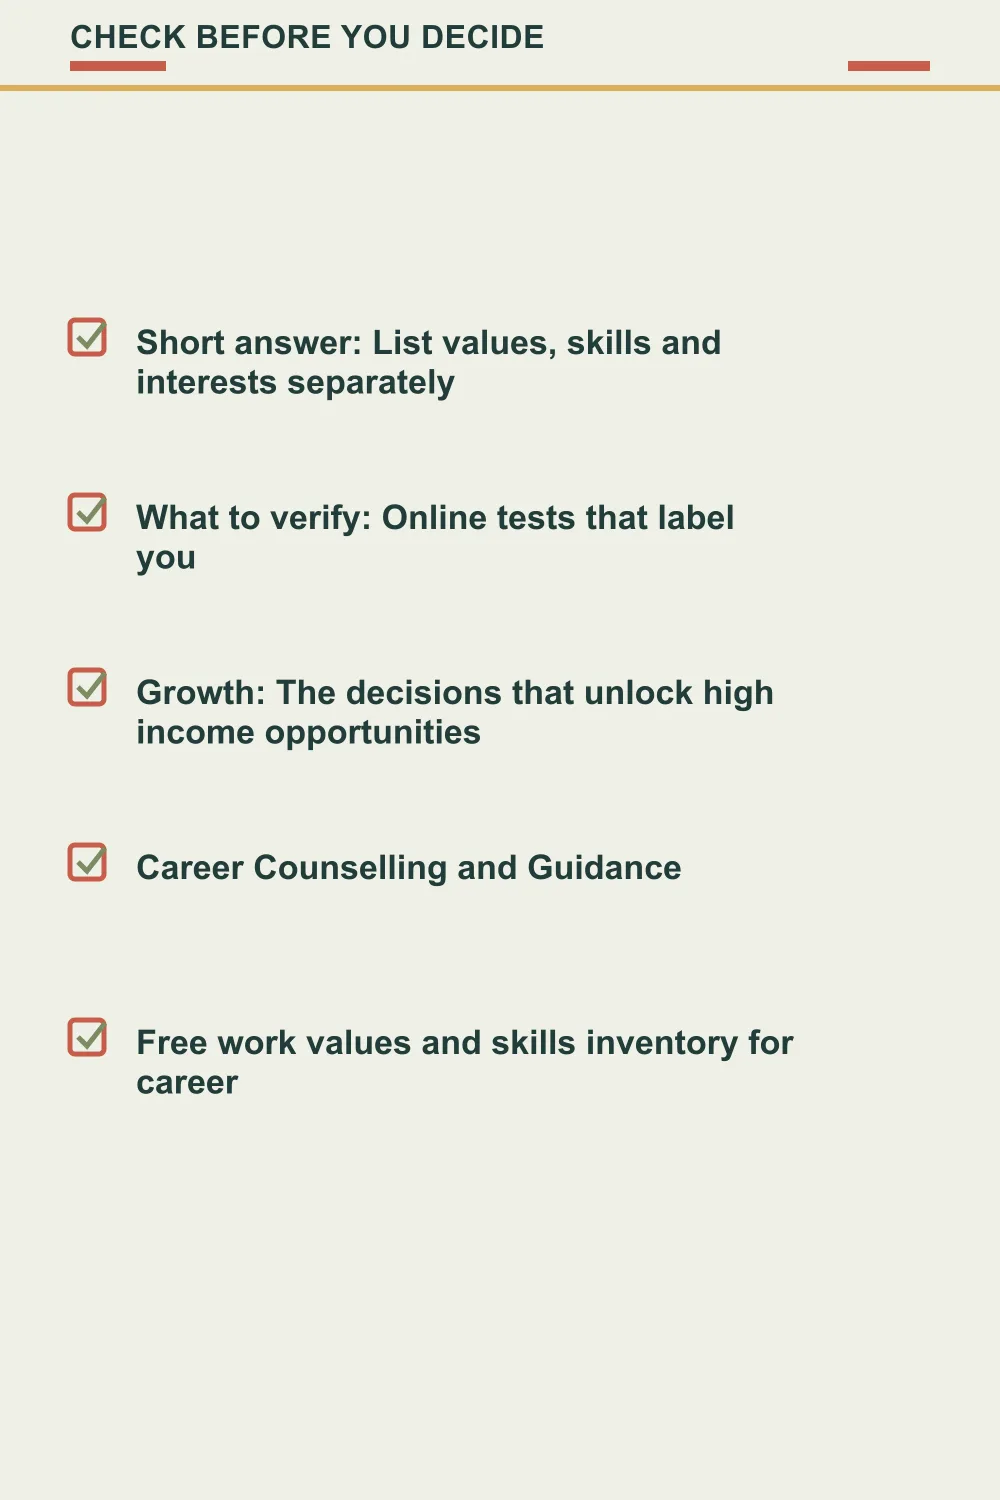 CHECK BEFORE YOU DECIDE
Short answer: List values, skills and
interests separately
What to verify: Online tests that label
you
Growth: The decisions that unlock high
income opportunities
Career Counselling and Guidance
Free work values and skills inventory for
career